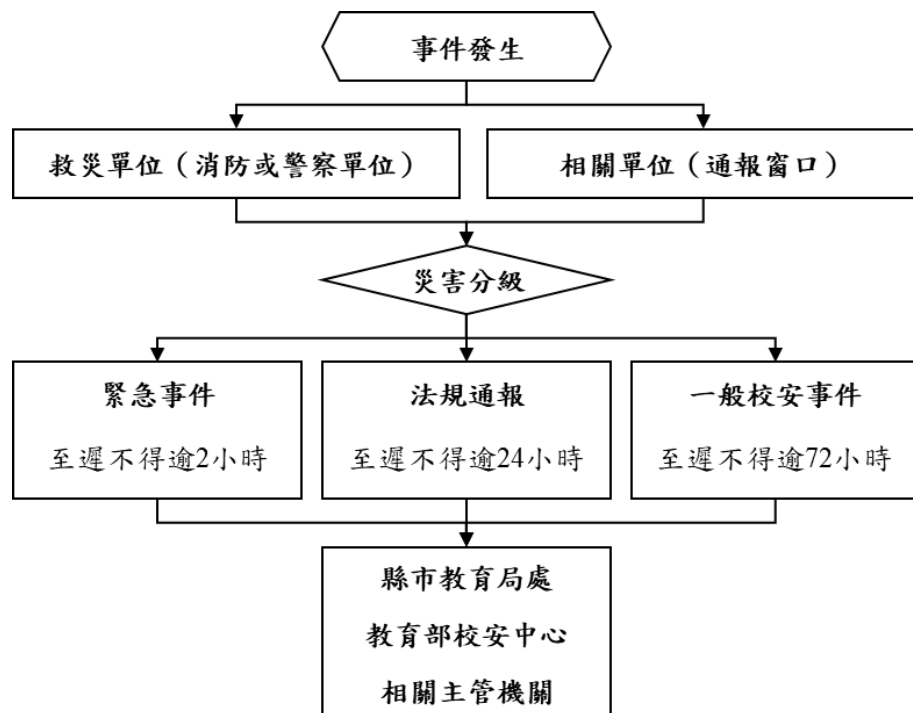 事件發生
救災單位（消防或警察單位）
相關單位（通報窗口）
災害分級
緊急事件
至遲不得逾2小時
法規通報
至遲不得逾24小時
一般校安事件
至遲不得逾72小時
縣市教育局處
教育部校安中心
相關主管機關